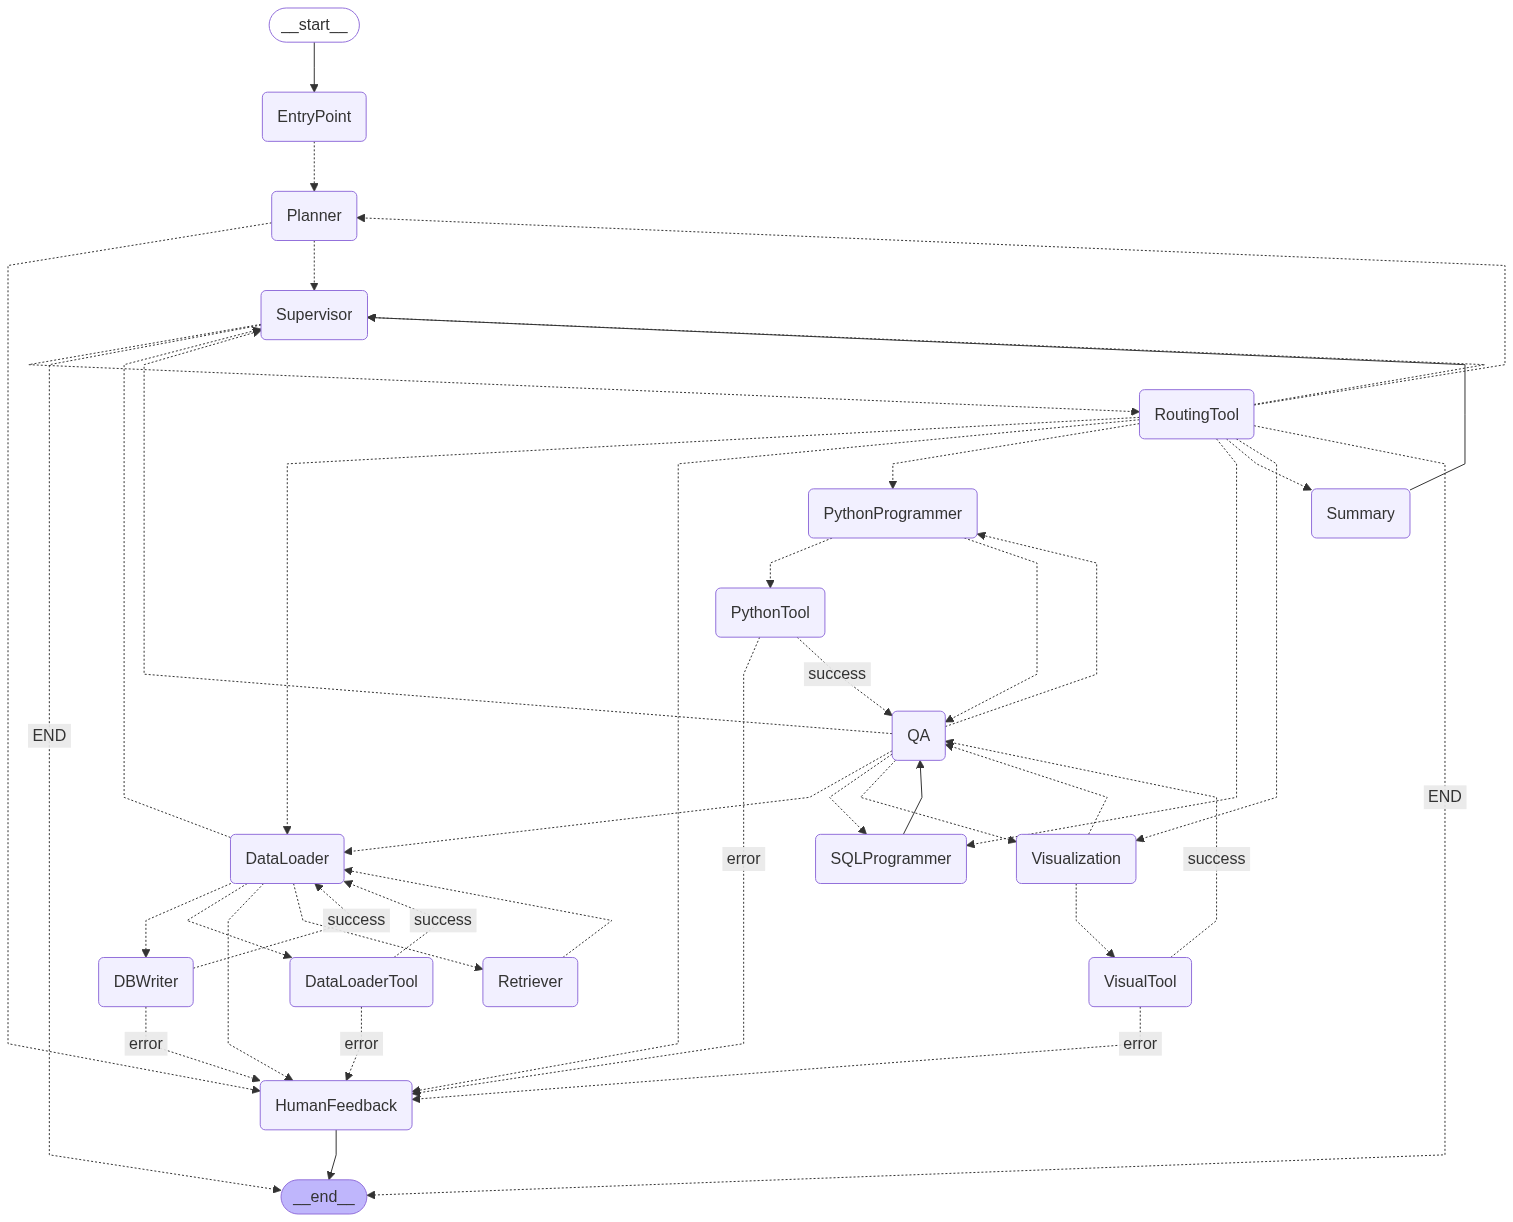 __start__
EntryPoint
Planner
Supervisor
RoutingTool
PythonProgrammer
Summary
PythonTool
success
QA
END
END
DataLoader
error
SQLProgrammer
Visualization
success
success
success
DBWriter
DataLoaderTool
Retriever
VisualTool
error
error
error
HumanFeedback
__end__